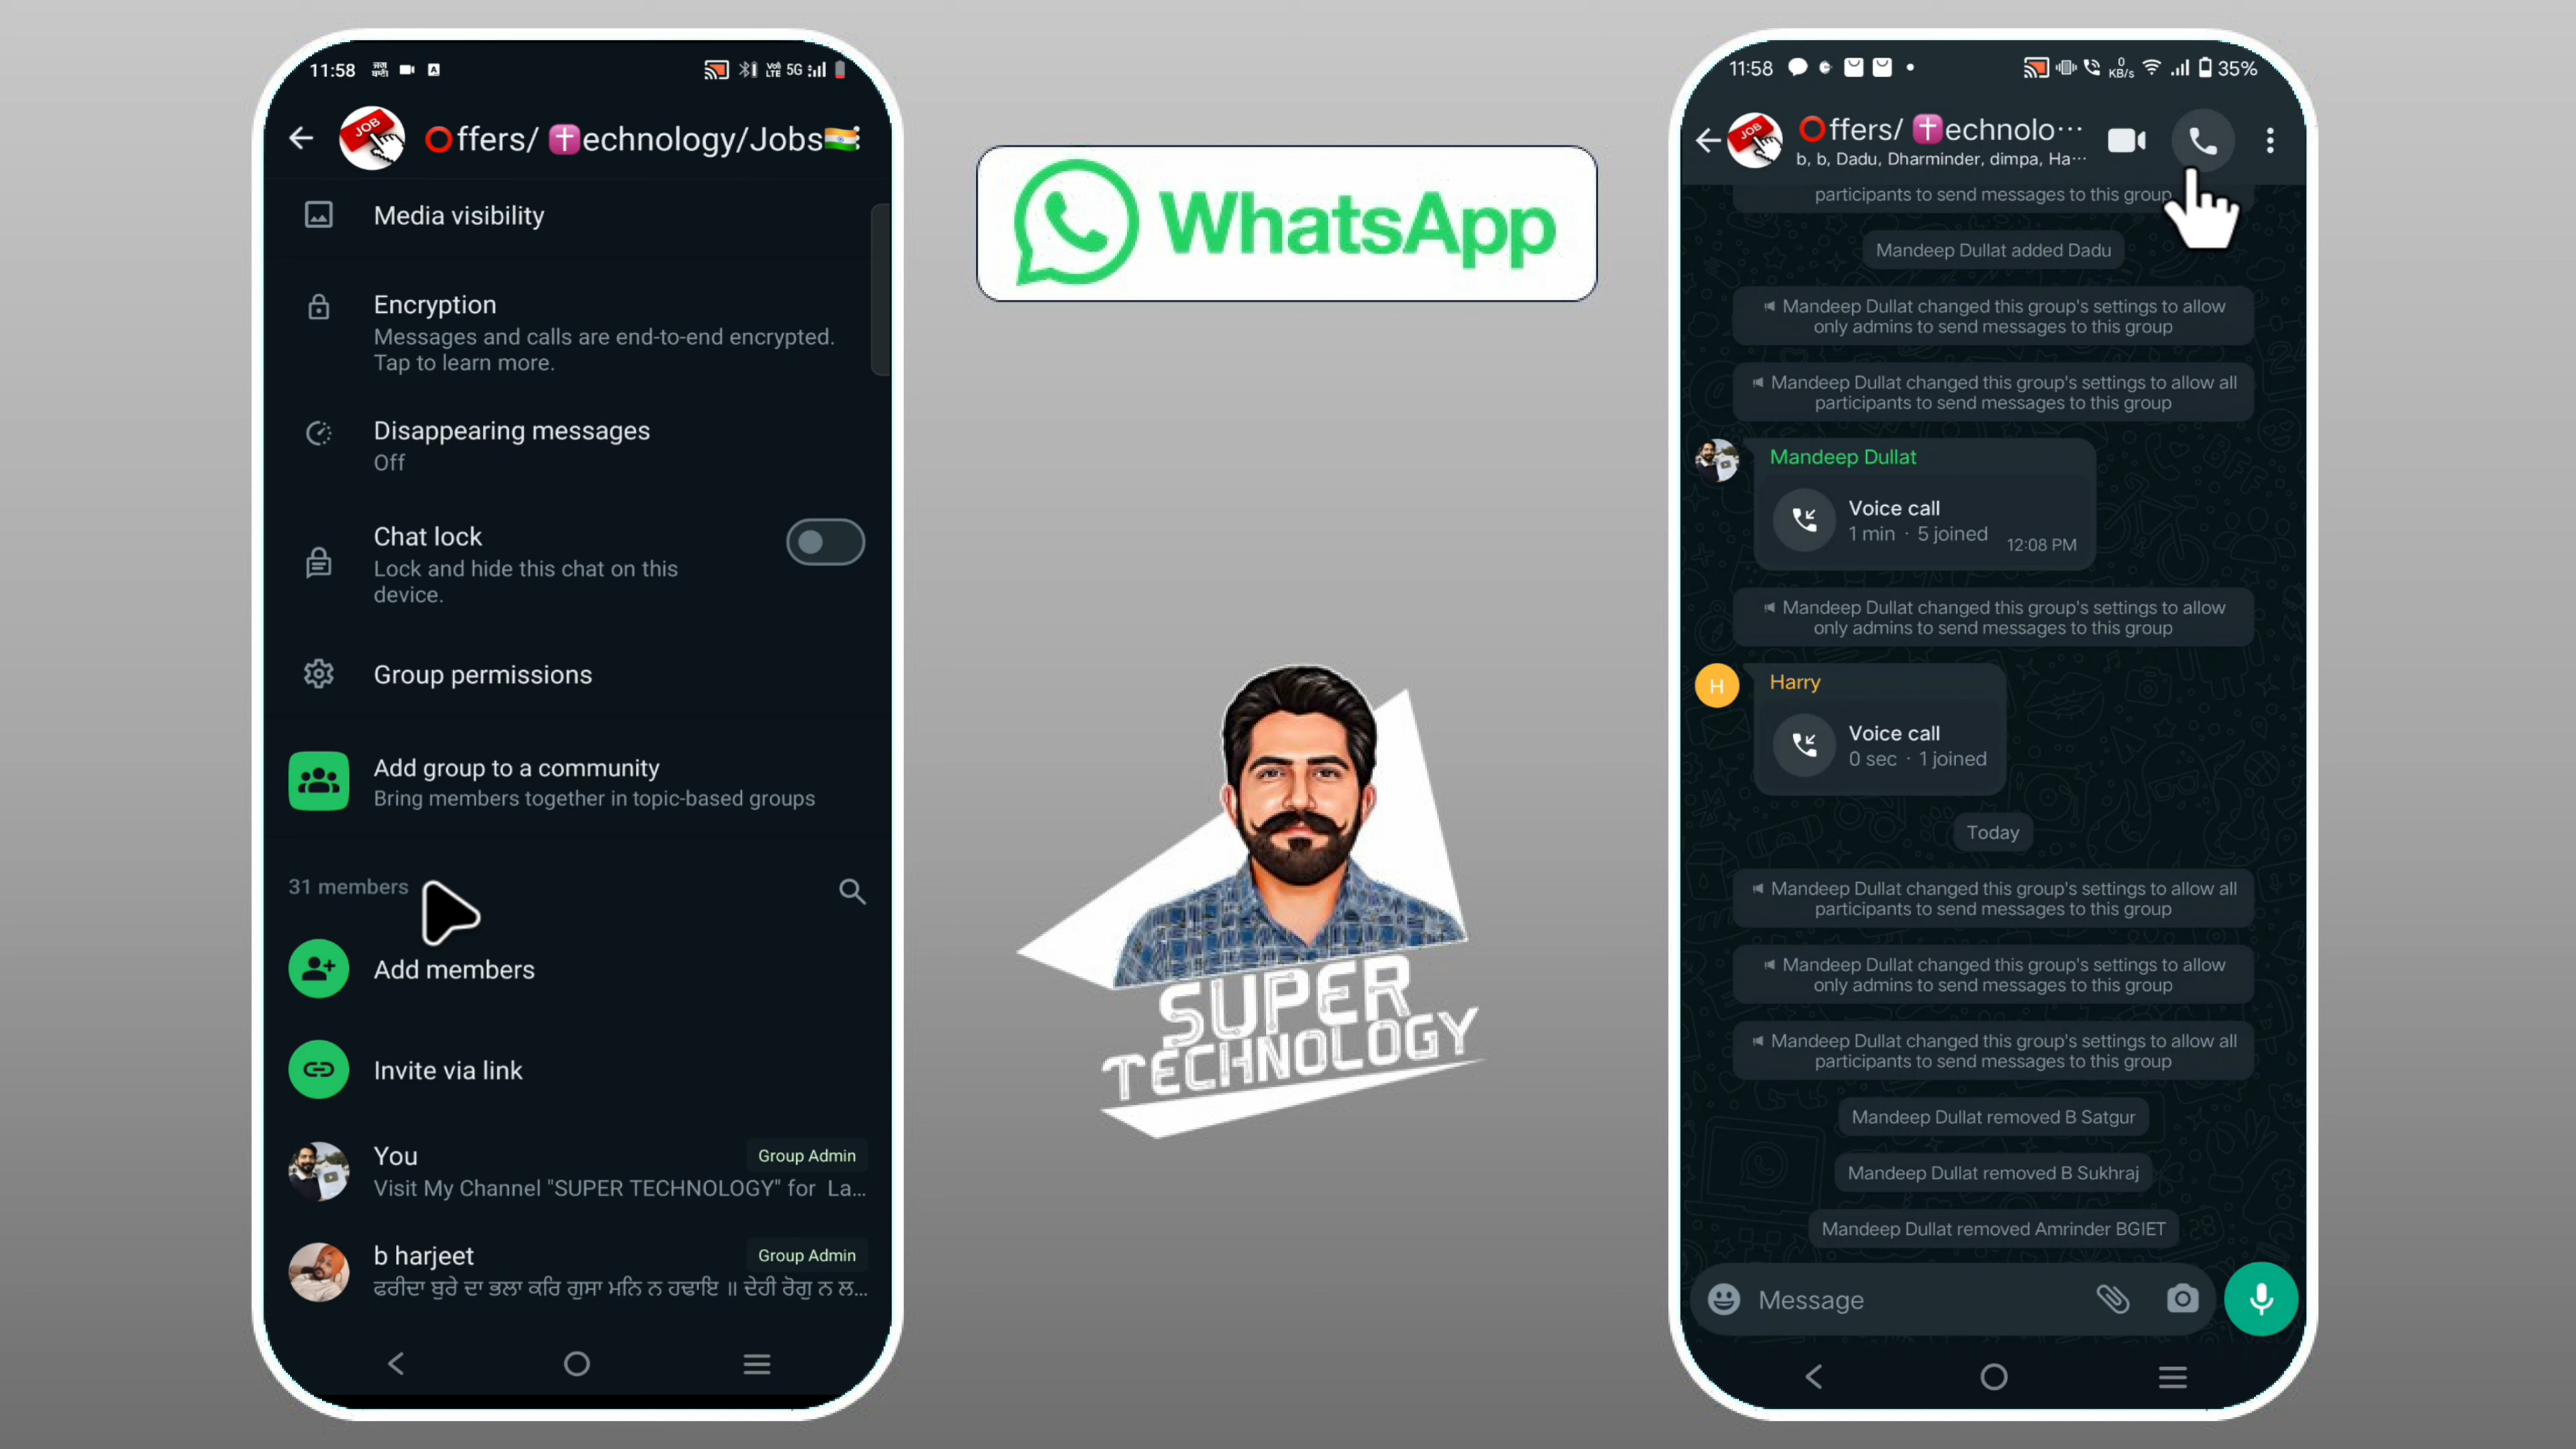 11:58
5G
⭕ffers/ ✝️echnology/Jobs🇮🇳
Media visibility
Encryption
Messages and calls are end-to-end encrypted.
Tap to learn more.
Disappearing messages
Off
Chat lock
Lock and hide this chat on this
device.
Group permissions
Add group to a community
Bring members together in topic-based groups
31 members
Add members
Invite via link
You
Group Admin
Visit My Channel "SUPER TECHNOLOGY" for La...
b harjeet
Group Admin
ਫਰੀਦਾ ਬੁਰੇ ਦਾ ਭਲਾ ਕਰਿ ਗੁਸਾ ਮਨਿ ਨ ਹਢਾਇ ॥ ਦੇਹੀ ਰੋਗੁ ਨ ਲ...
WhatsApp
SUPER
TECHNOLOGY
11:58
0 KB/s
35%
JOB
⭕ffers/ ✝️echnolo...
b, b, Dadu, Dharminder, dimpa, Ha...
participants to send messages to this group
Mandeep Dullat added Dadu
Mandeep Dullat changed this group's settings to allow
only admins to send messages to this group
Mandeep Dullat changed this group's settings to allow all
participants to send messages to this group
Mandeep Dullat
Voice call
1 min · 5 joined
12:08 PM
Mandeep Dullat changed this group's settings to allow
only admins to send messages to this group
H
Harry
Voice call
0 sec · 1 joined
Today
Mandeep Dullat changed this group's settings to allow all
participants to send messages to this group
Mandeep Dullat changed this group's settings to allow
only admins to send messages to this group
Mandeep Dullat changed this group's settings to allow all
participants to send messages to this group
Mandeep Dullat removed B Satgur
Mandeep Dullat removed B Sukhraj
Mandeep Dullat removed Amrinder BGIET
Message